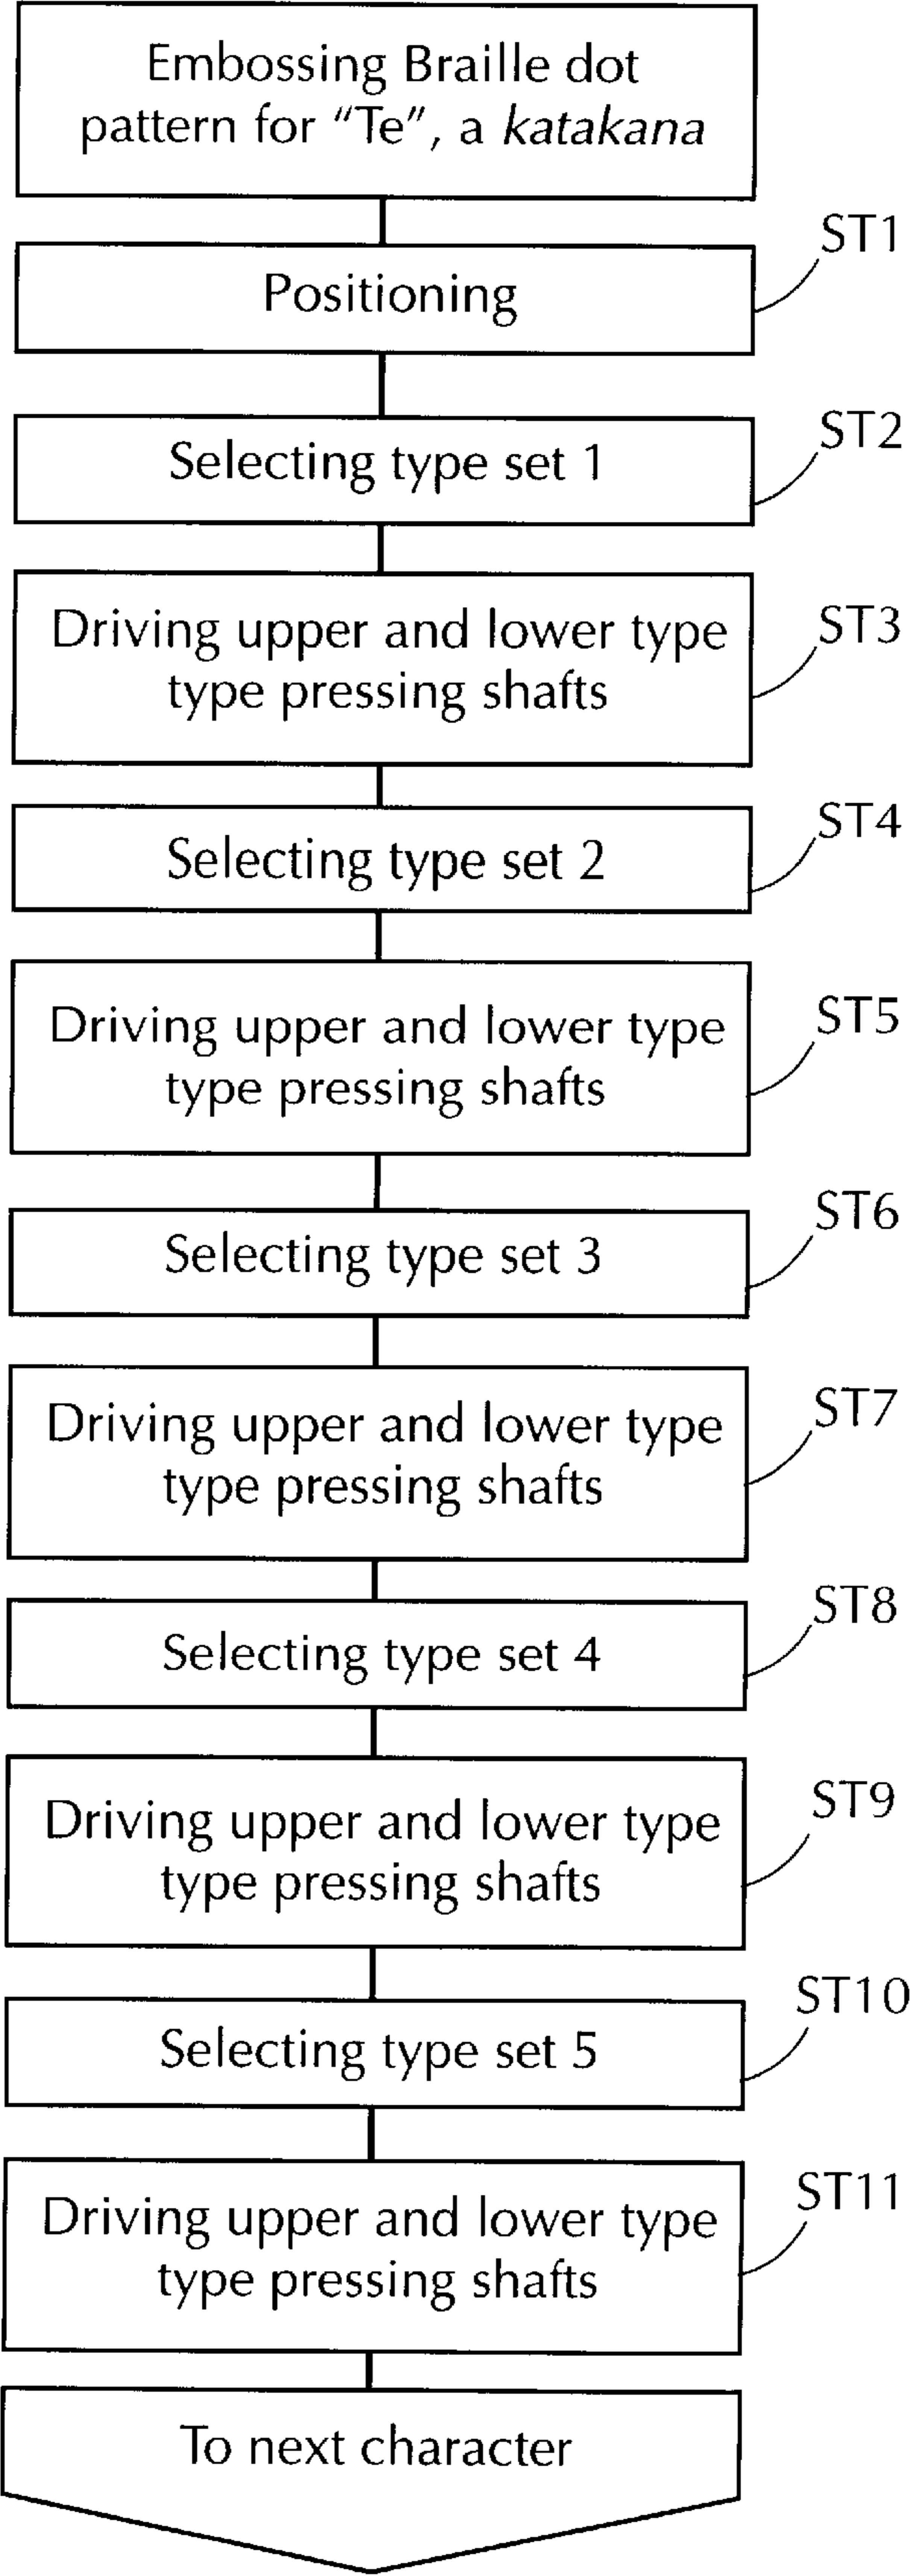 Embossing Braille dot
pattern for “Te”, a katakana
ST1
Positioning
ST2
Selecting type set 1
ST3
Driving upper and lower type
type pressing shafts
ST4
Selecting type set 2
ST5
Driving upper and lower type
type pressing shafts
ST6
Selecting type set 3
ST7
Driving upper and lower type
type pressing shafts
ST8
Selecting type set 4
ST9
Driving upper and lower type
type pressing shafts
ST10
Selecting type set 5
ST11
Driving upper and lower type
type pressing shafts
To next character